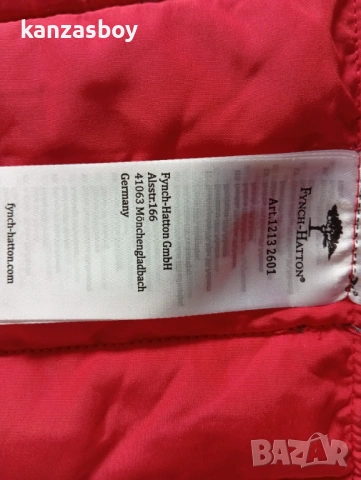 kanzasboy
FYNCH-HATTON®
Art.1213 2601
Fynch-Hatton GmbH
Alsstr.166
41063 Mönchengladbach
Germany
fynch-hatton.com
BAZAR